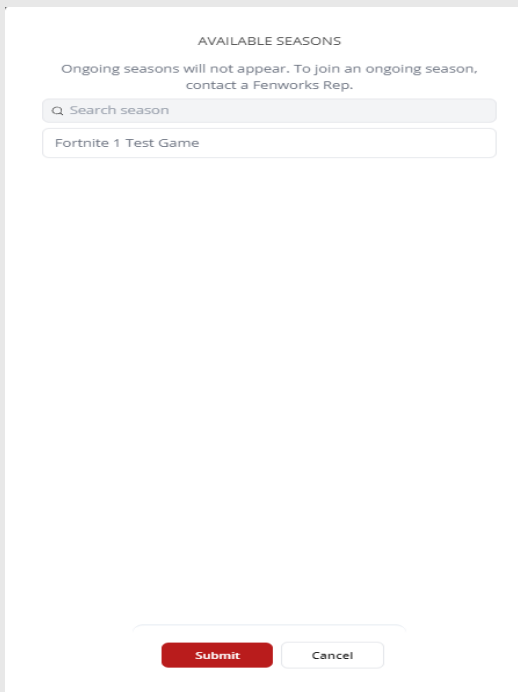 AVAILABLE SEASONS
Ongoing seasons will not appear. To join an ongoing season,
contact a Fenworks Rep.
Search season
Fortnite 1 Test Game
Submit
Cancel